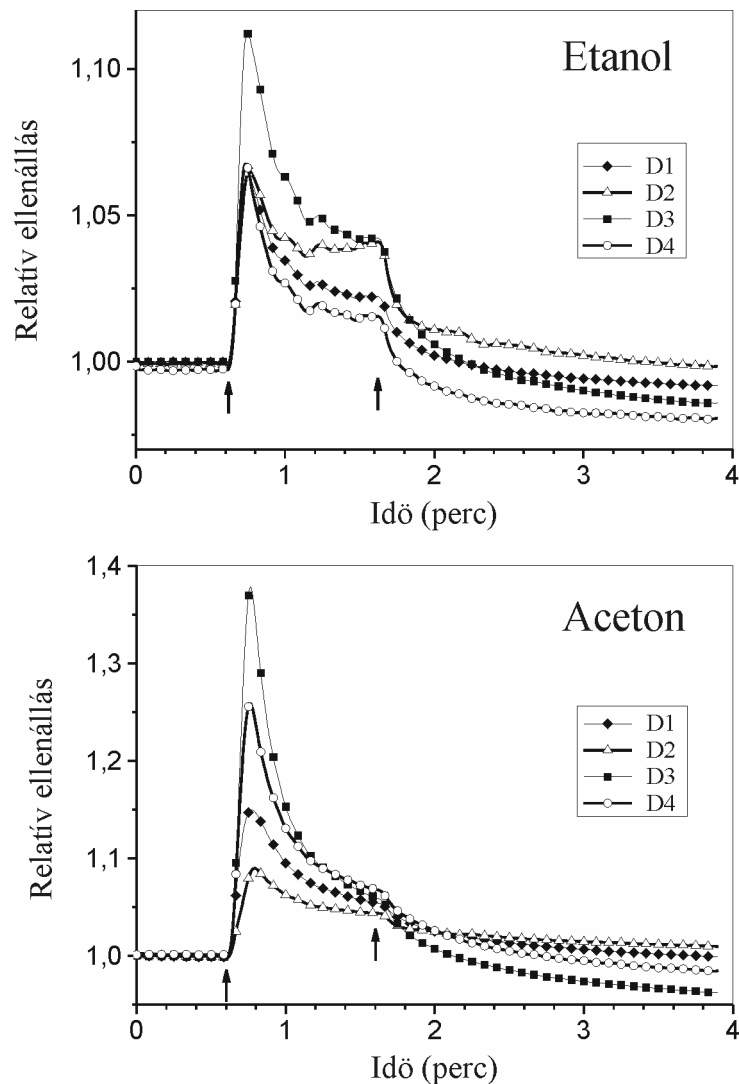 Etanol
1,10
1,05
1,00
Relatív ellenállás
D1
D2
D3
D4
0
1
2
3
4
Idö (perc)
Aceton
1,4
1,3
1,2
1,1
1,0
Relatív ellenállás
D1
D2
D3
D4
0
1
2
3
4
Idö (perc)